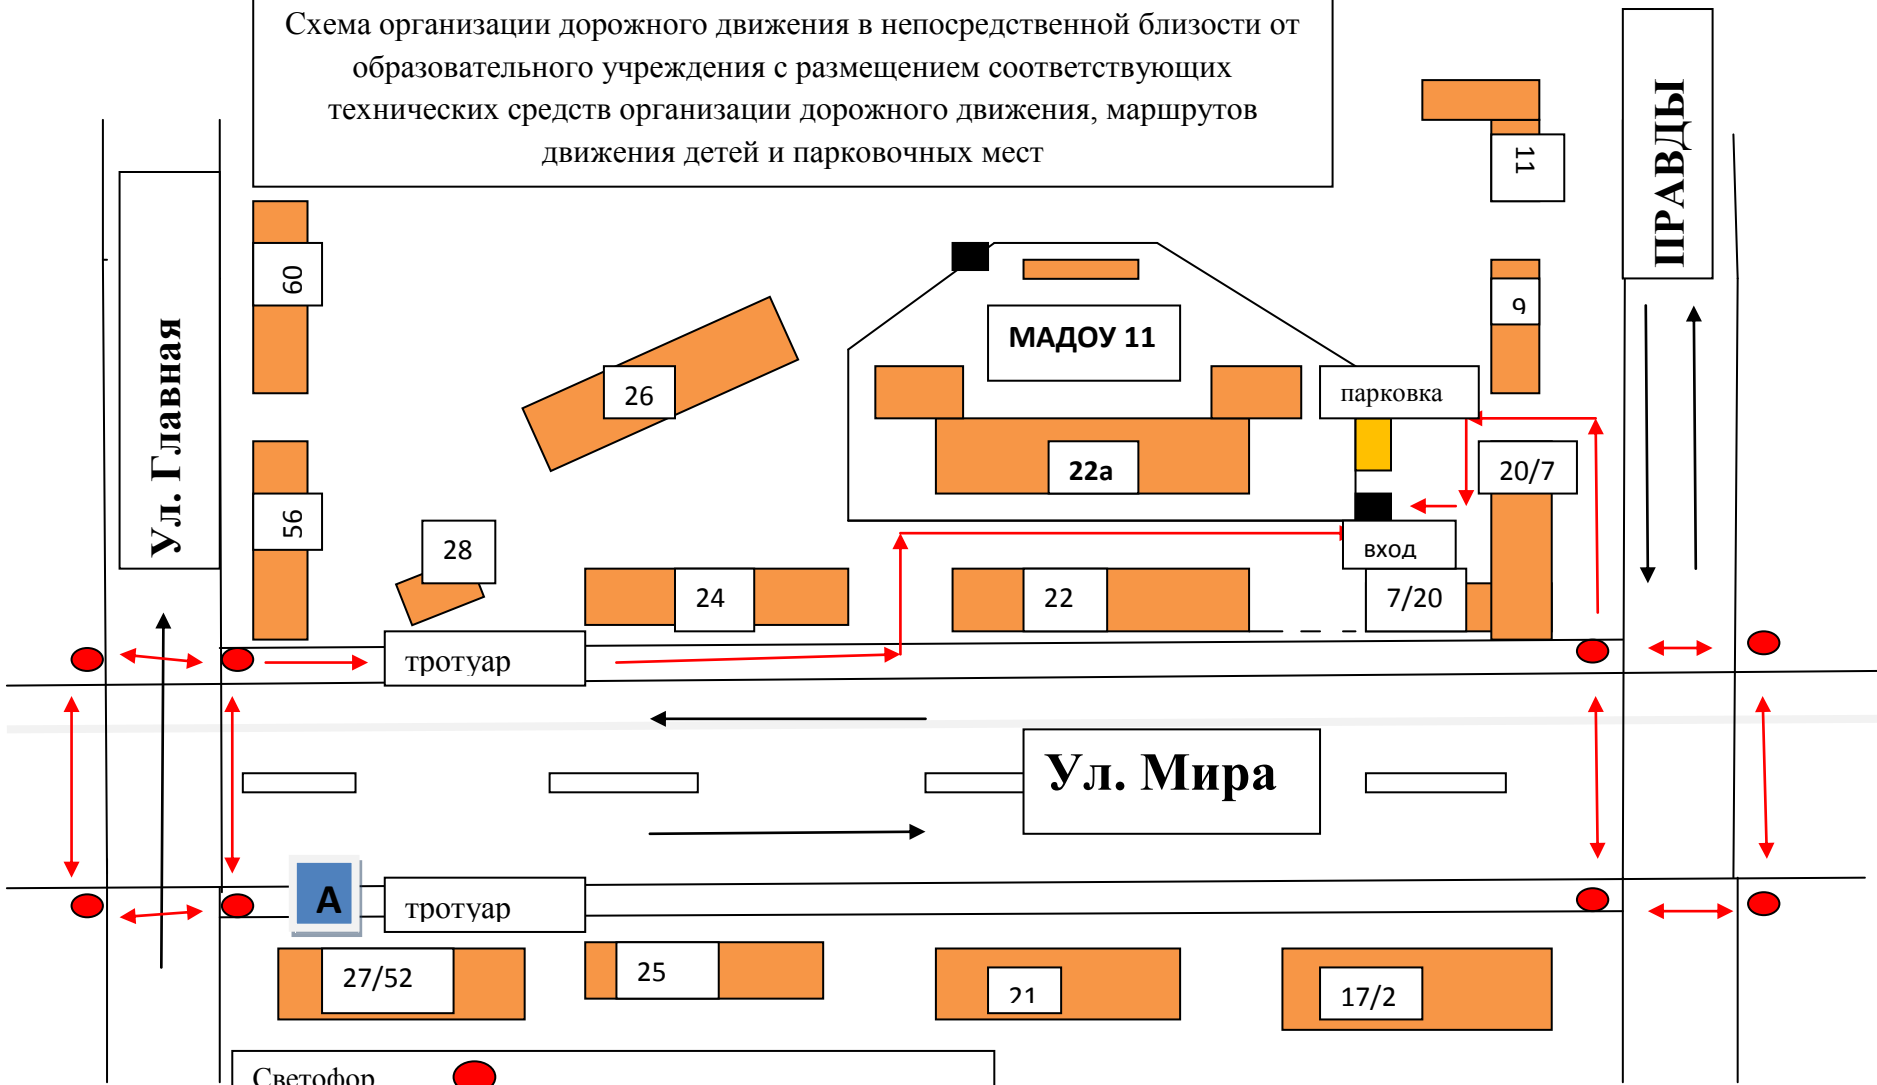 Схема организации дорожного движения в непосредственной близости от
образовательного учреждения с размещением соответствующих
технических средств организации дорожного движения, маршрутов
движения детей и парковочных мест
ПРАВДЫ
11
60
9
МАДОУ 11
Ул. Главная
26
парковка
22а
20/7
56
28
вход
24
22
7/20
тротуар
Ул. Мира
А
тротуар
27/52
25
21
17/2
Светофор